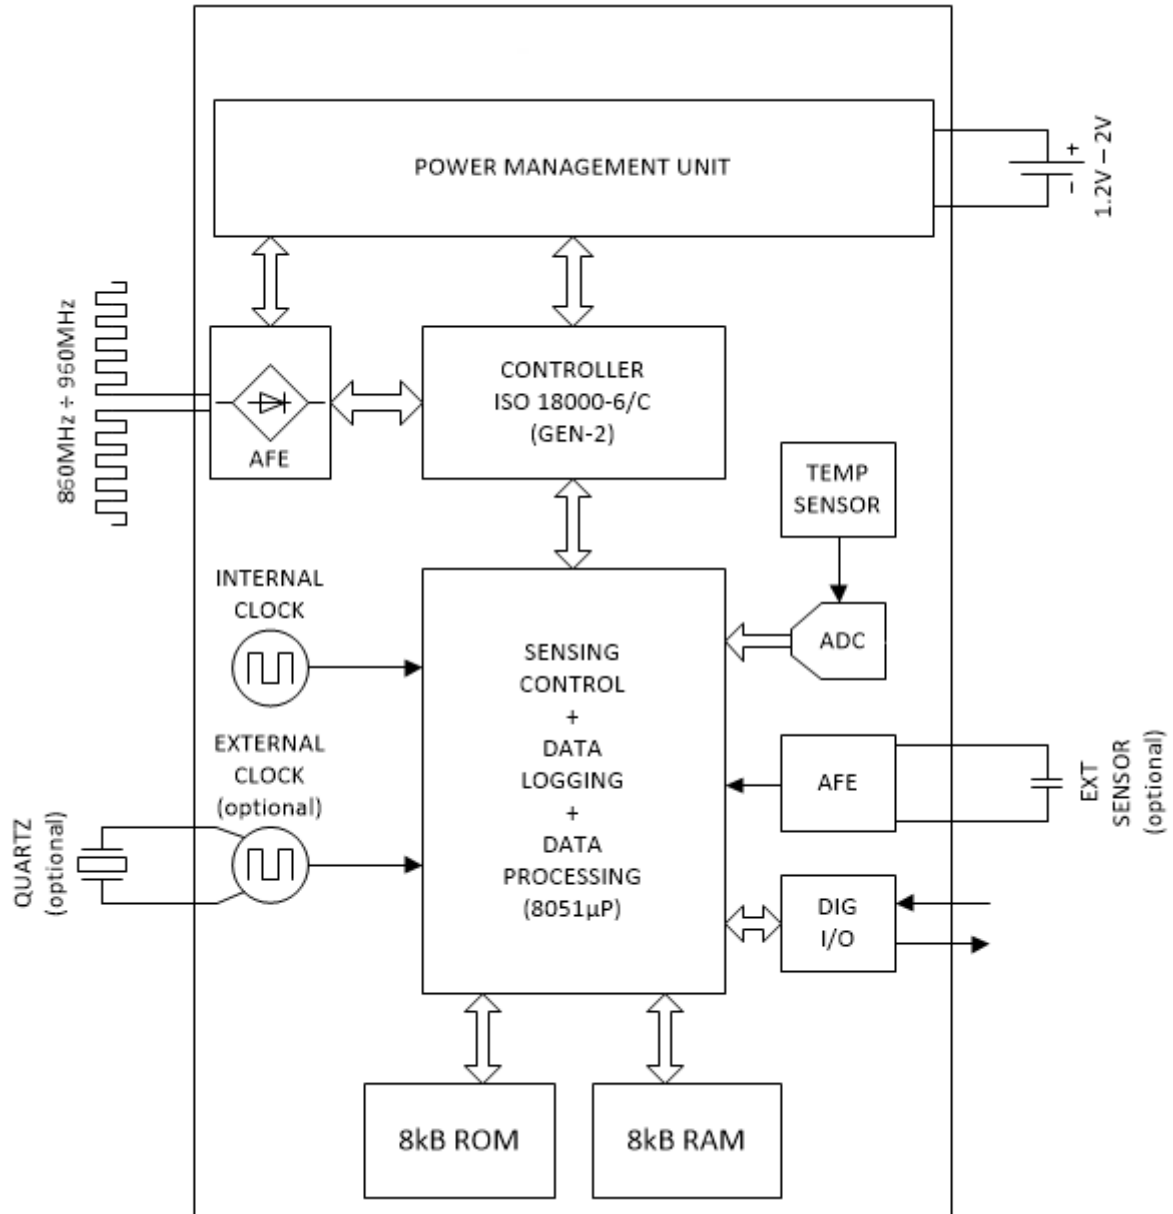 POWER MANAGEMENT UNIT
+
−
1.2V – 2V
860MHz ÷ 960MHz
AFE
CONTROLLER
ISO 18000-6/C
(GEN-2)
TEMP
SENSOR
ADC
INTERNAL
CLOCK
EXTERNAL
CLOCK
(optional)
QUARTZ
(optional)
SENSING
CONTROL
+
DATA
LOGGING
+
DATA
PROCESSING
(8051µP)
AFE
EXT
SENSOR
(optional)
DIG
I/O
8kB ROM
8kB RAM